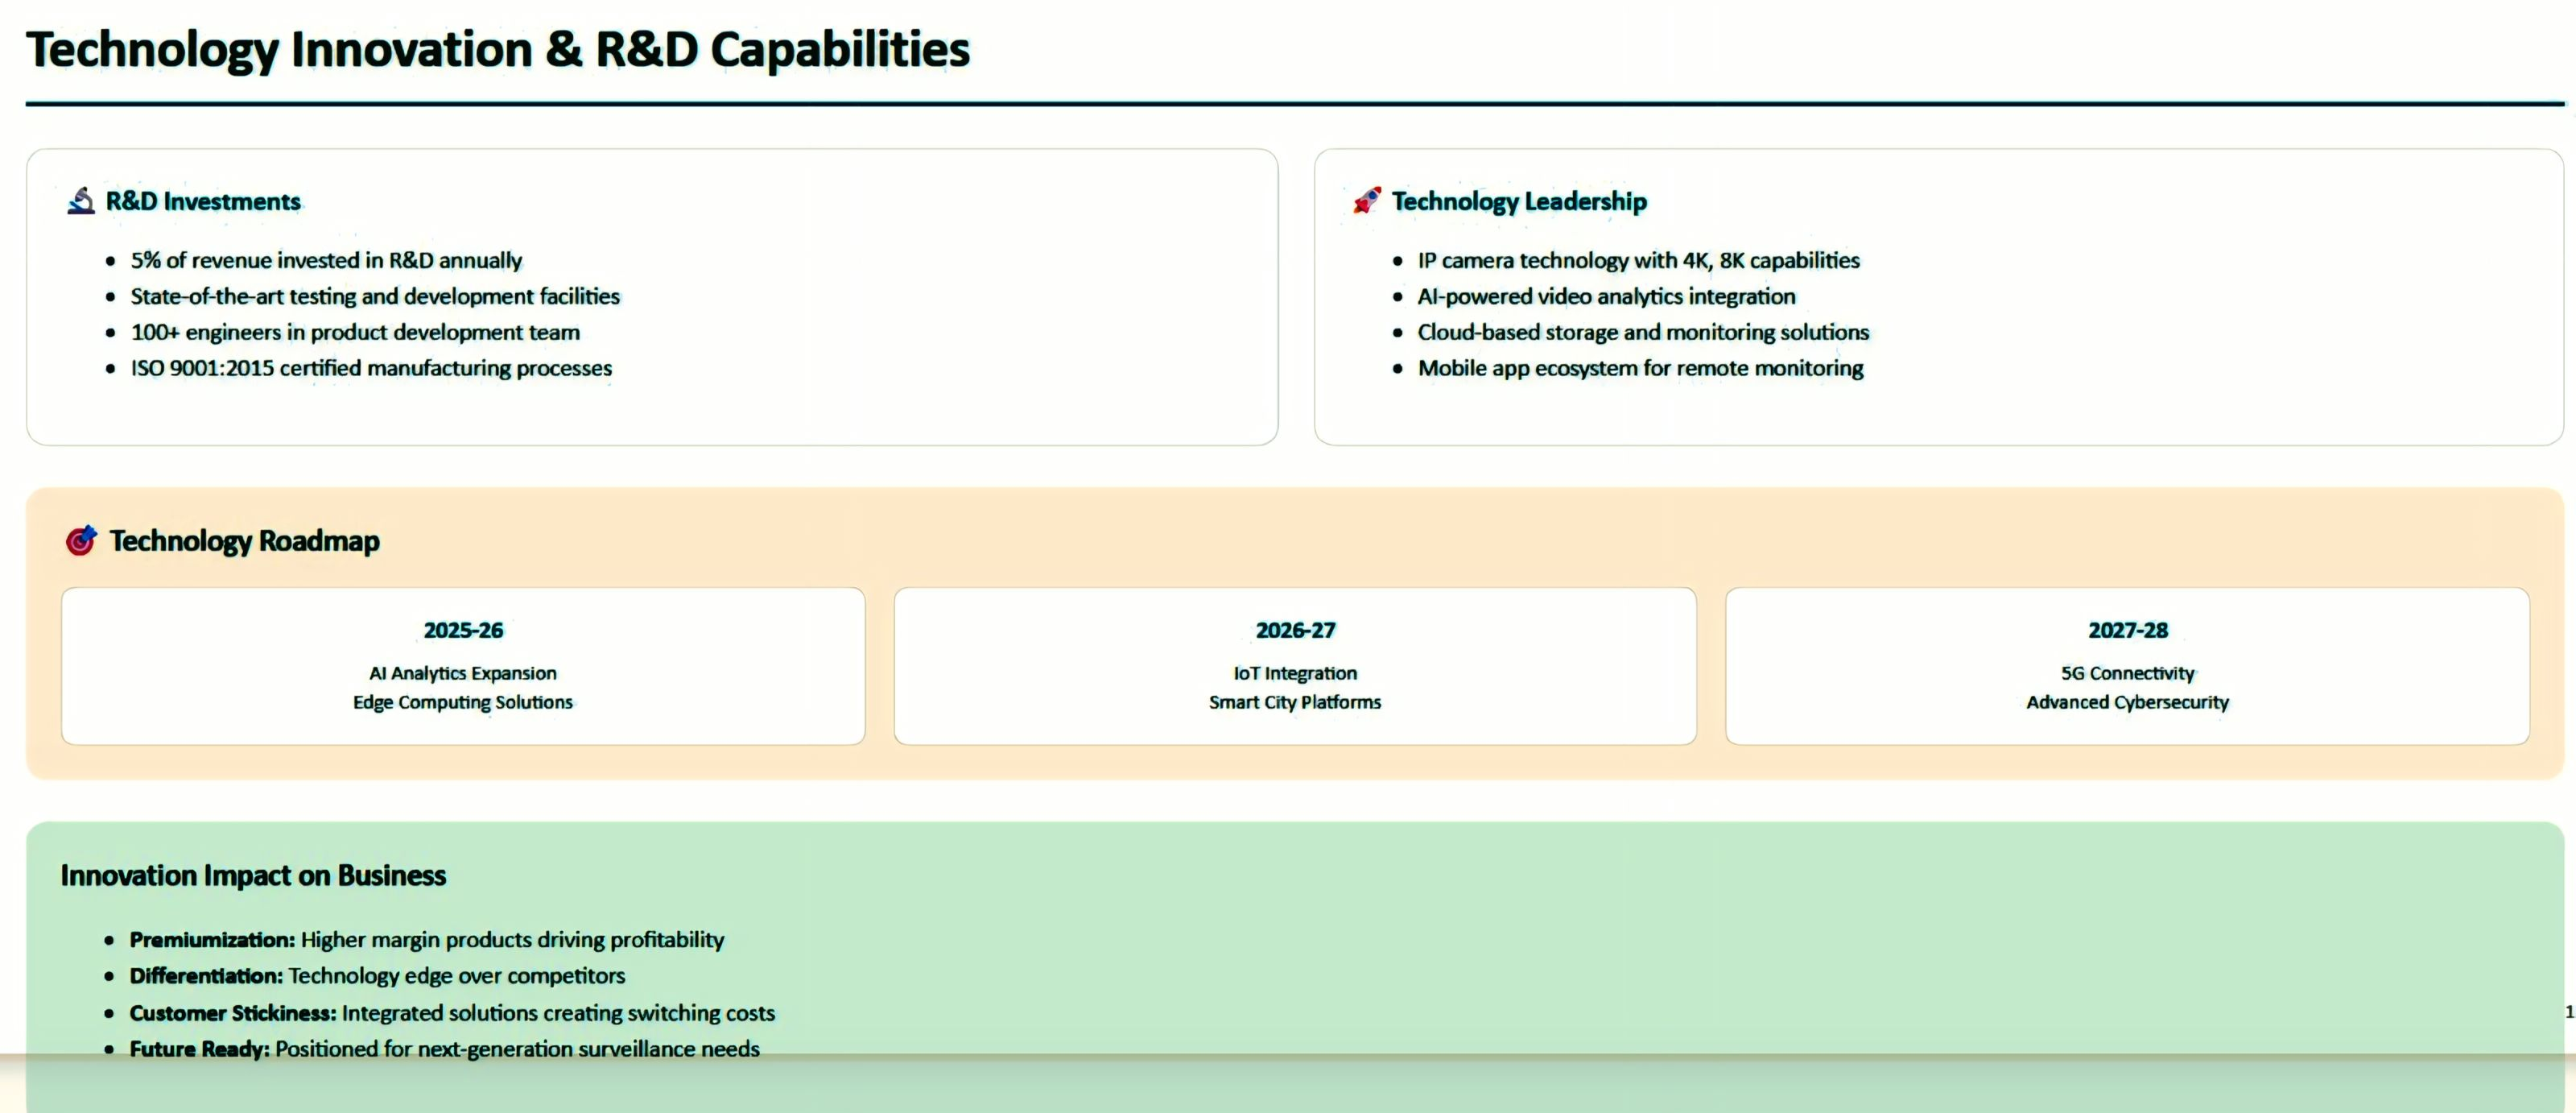 Technology Innovation & R&D Capabilities
R&D Investments
5% of revenue invested in R&D annually
State-of-the-art testing and development facilities
100+ engineers in product development team
ISO 9001:2015 certified manufacturing processes
Technology Leadership
IP camera technology with 4K, 8K capabilities
AI-powered video analytics integration
Cloud-based storage and monitoring solutions
Mobile app ecosystem for remote monitoring
Technology Roadmap
2025-26
AI Analytics Expansion
Edge Computing Solutions
2026-27
IoT Integration
Smart City Platforms
2027-28
5G Connectivity
Advanced Cybersecurity
Innovation Impact on Business
Premiumization: Higher margin products driving profitability
Differentiation: Technology edge over competitors
Customer Stickiness: Integrated solutions creating switching costs
Future Ready: Positioned for next-generation surveillance needs